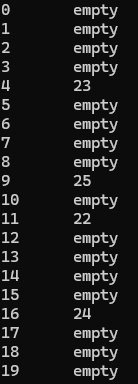 0 empty
1 empty
2 empty
3 empty
4 23
5 empty
6 empty
7 empty
8 empty
9 25
10 empty
11 22
12 empty
13 empty
14 empty
15 empty
16 24
17 empty
18 empty
19 empty